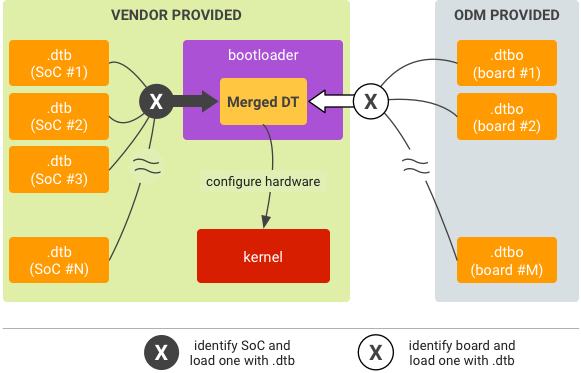 VENDOR PROVIDED
ODM PROVIDED
.dtb
(SoC #1)
.dtb
(SoC #2)
.dtb
(SoC #3)
.dtb
(SoC #N)
X
bootloader
Merged DT
configure hardware
kernel
X
.dtbo
(board #1)
.dtbo
(board #2)
.dtbo
(board #M)
X
identify SoC and
load one with .dtb
X
identify board and
load one with .dtb